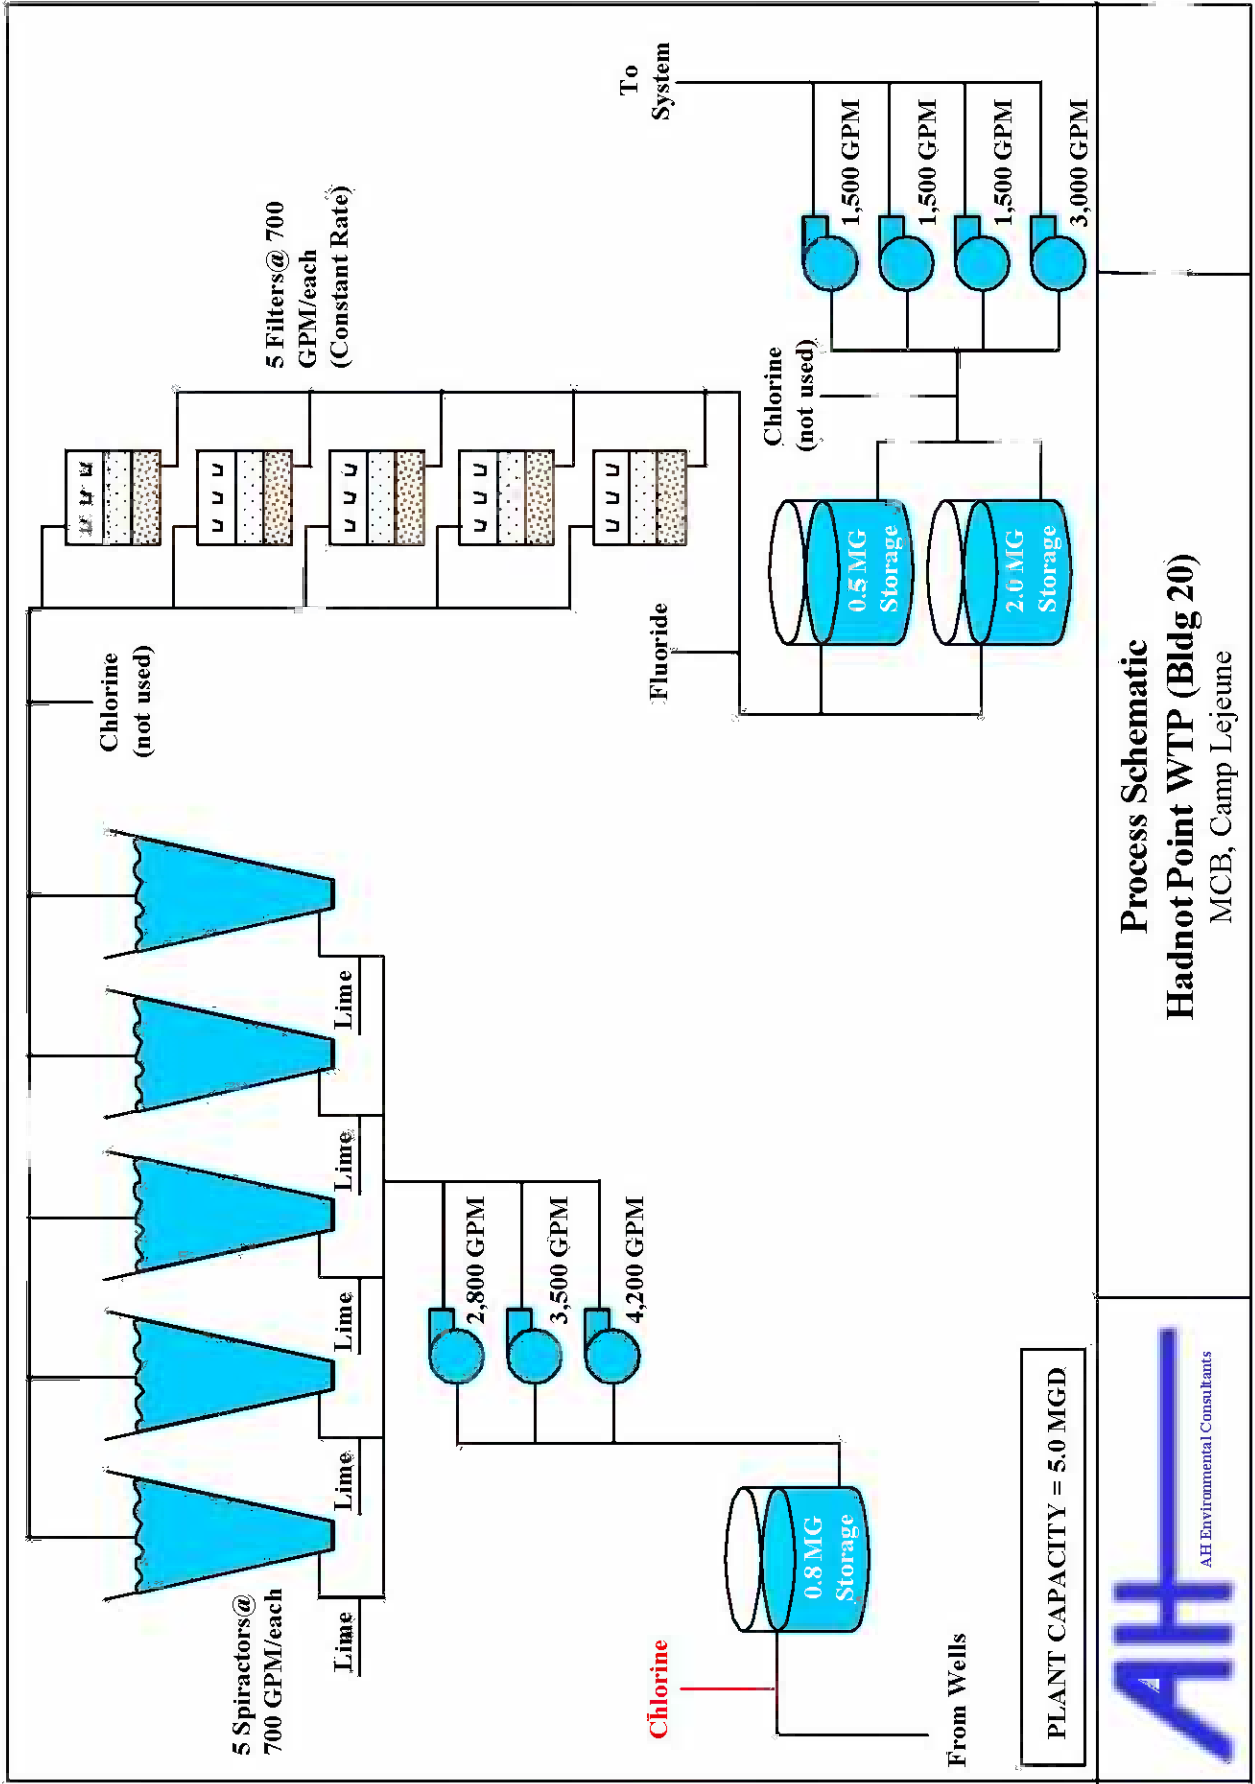 5 Spiractors@
700 GPM/each
Lime
Lime
Lime
Lime
Lime
Chlorine
(not used)
5 Filters@ 700
GPM/each
(Constant Rate)
2,800 GPM
3,500 GPM
4,200 GPM
Chlorine
0.8 MG
Storage
From Wells
Fluoride
0.5 MG
Storage
2.0 MG
Storage
Chlorine
(not used)
To
System
1,500 GPM
1,500 GPM
1,500 GPM
3,000 GPM
PLANT CAPACITY = 5.0 MGD
AH
AH Environmental Consultants
Process Schematic
Hadnot Point WTP (Bldg 20)
MCB, Camp Lejeune